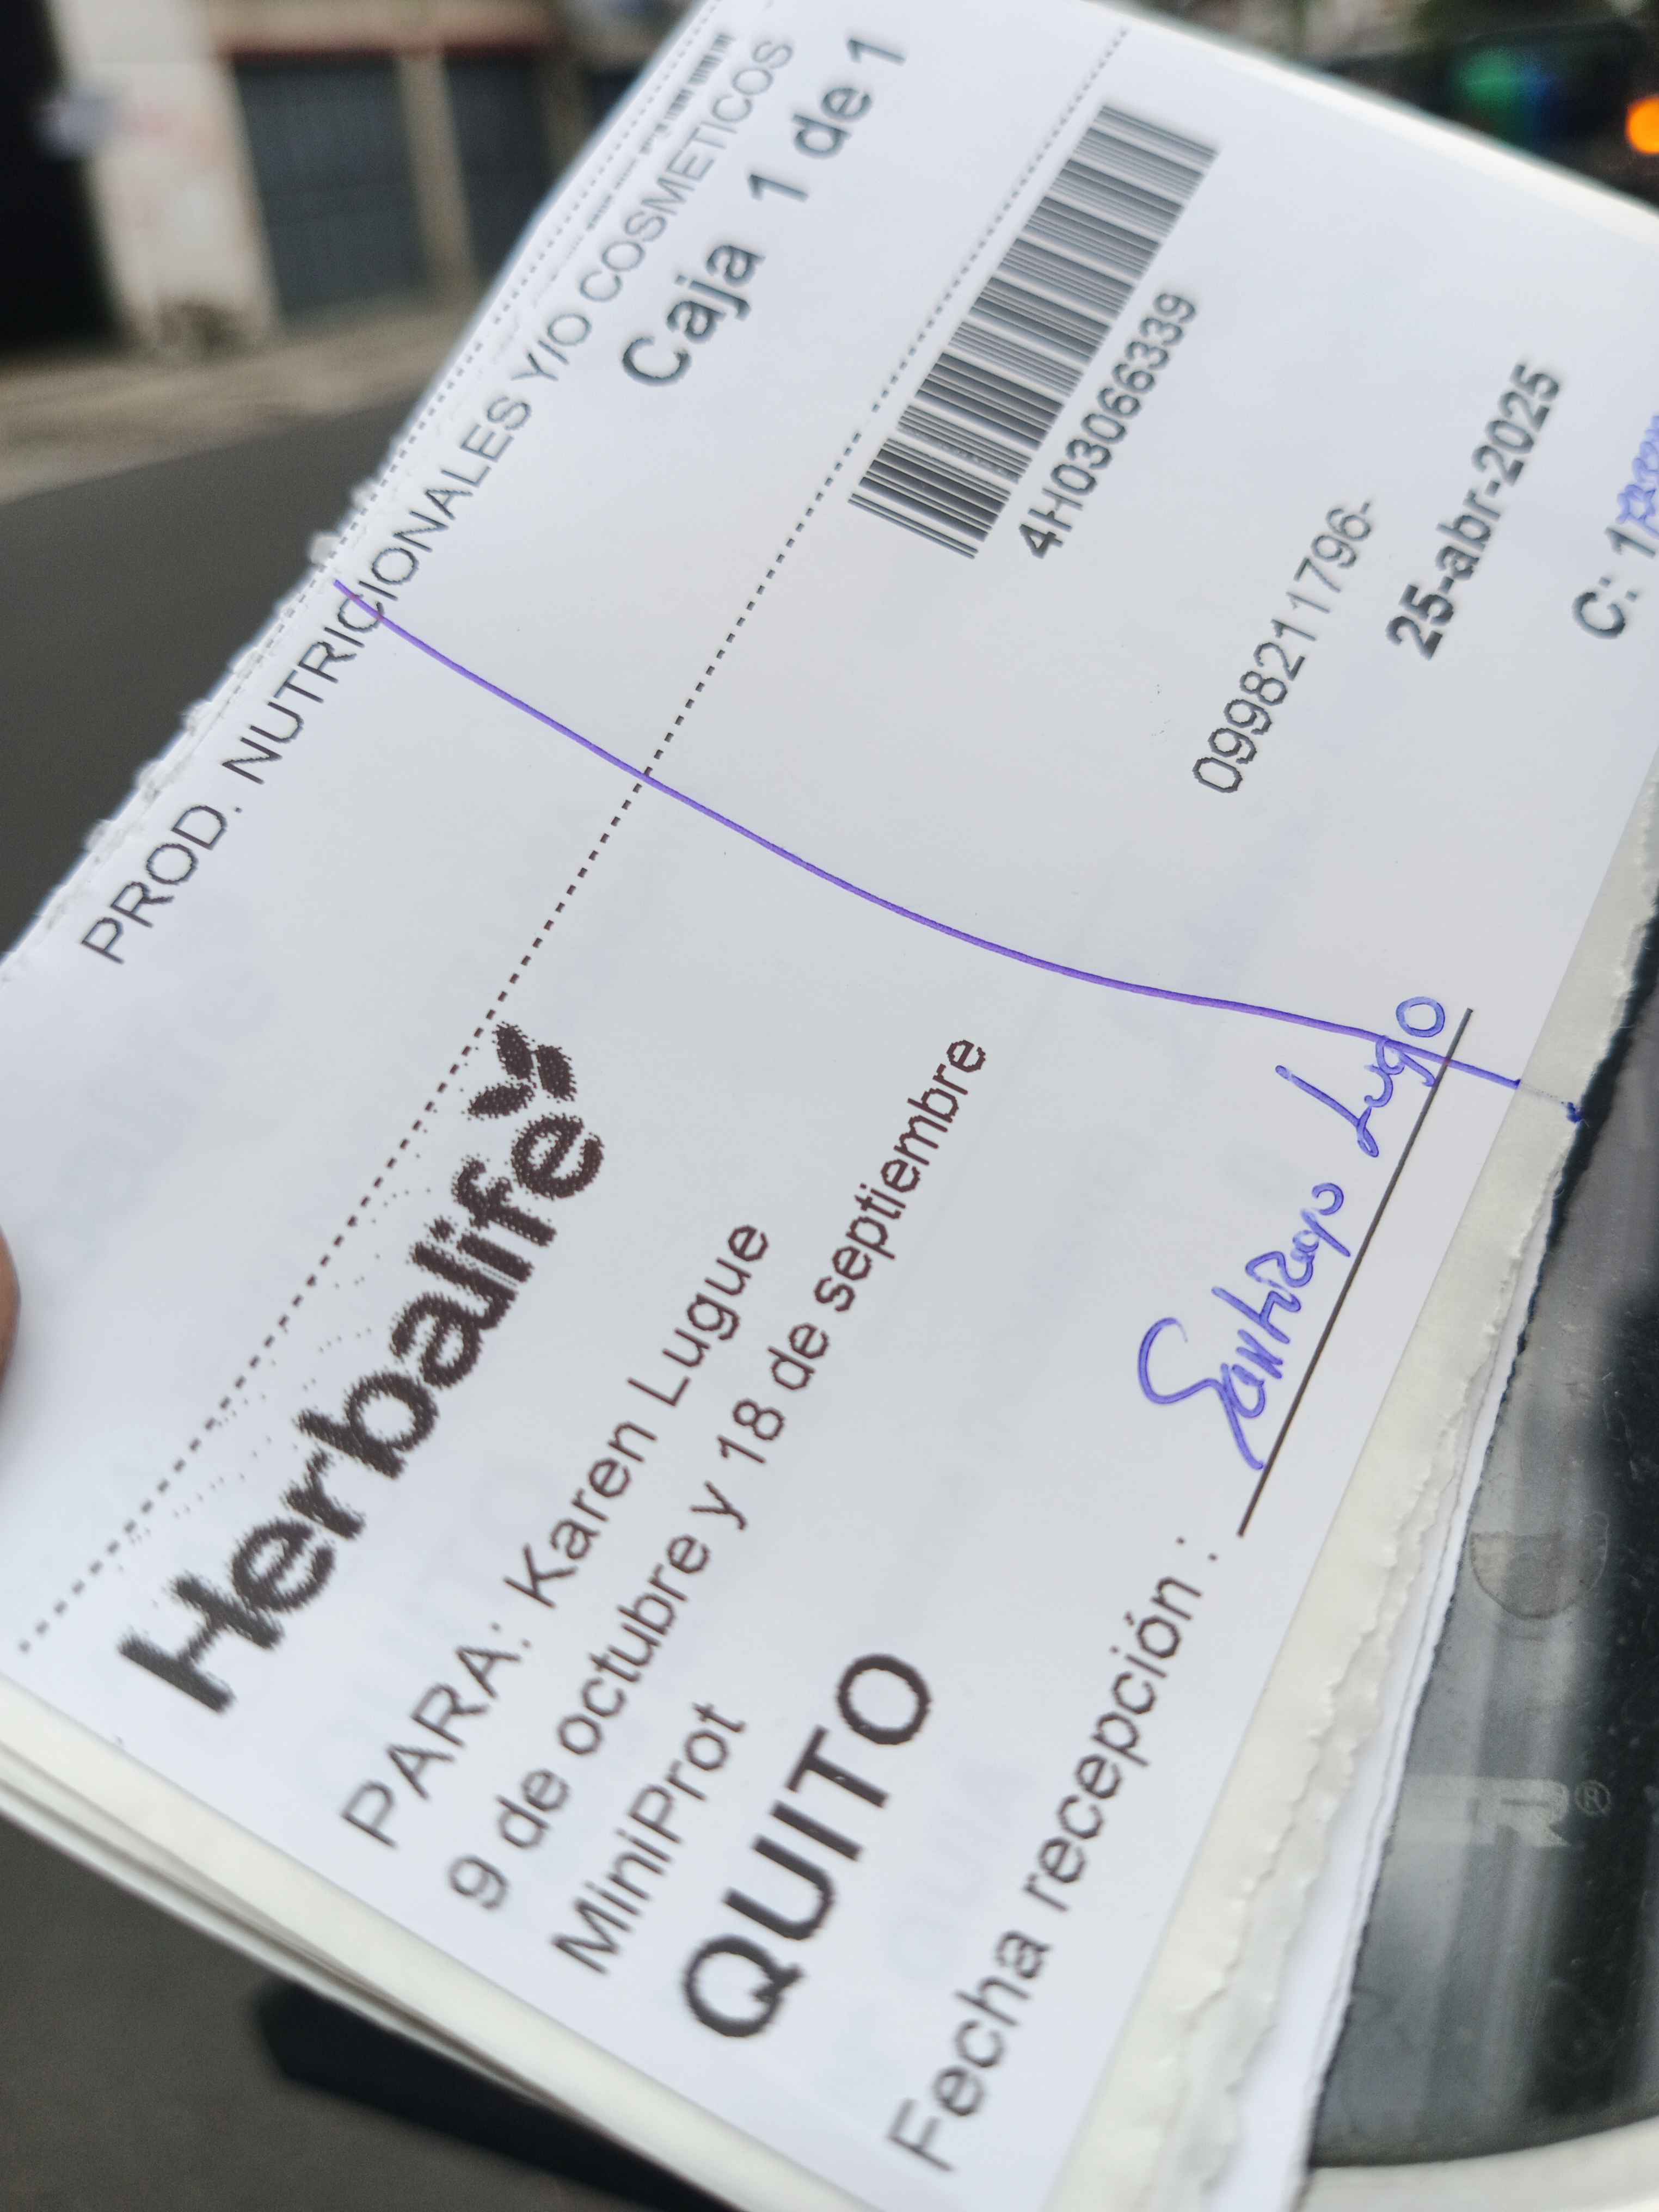 PROD. NUTRICIONALES Y/O COSMETICOS
Caja 1 de 1
Herbalife
4H03066339
PARA: Karen Lugue
9 de octubre y 18 de septiembre
MiniProt
0998211796-
QUITO
25-abr-2025
Fecha recepción : Santiago Lugo
C: 1
R®